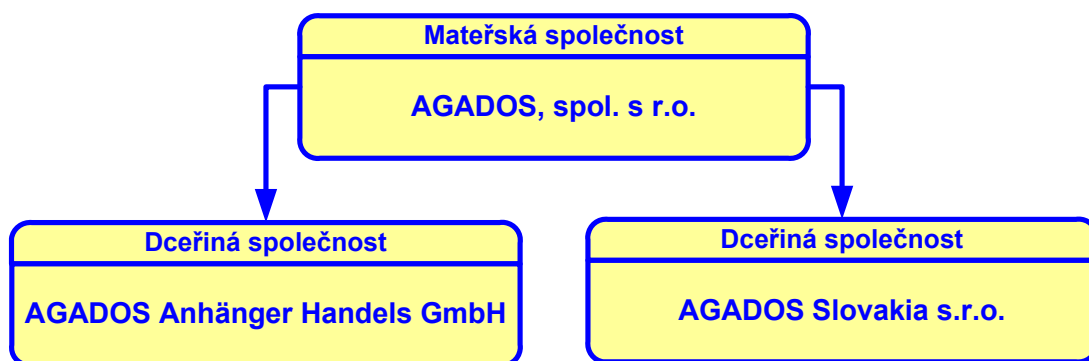 Mateřská společnost
AGADOS, spol. s r.o.
Dceřiná společnost
AGADOS Anhänger Handels GmbH
Dceřiná společnost
AGADOS Slovakia s.r.o.